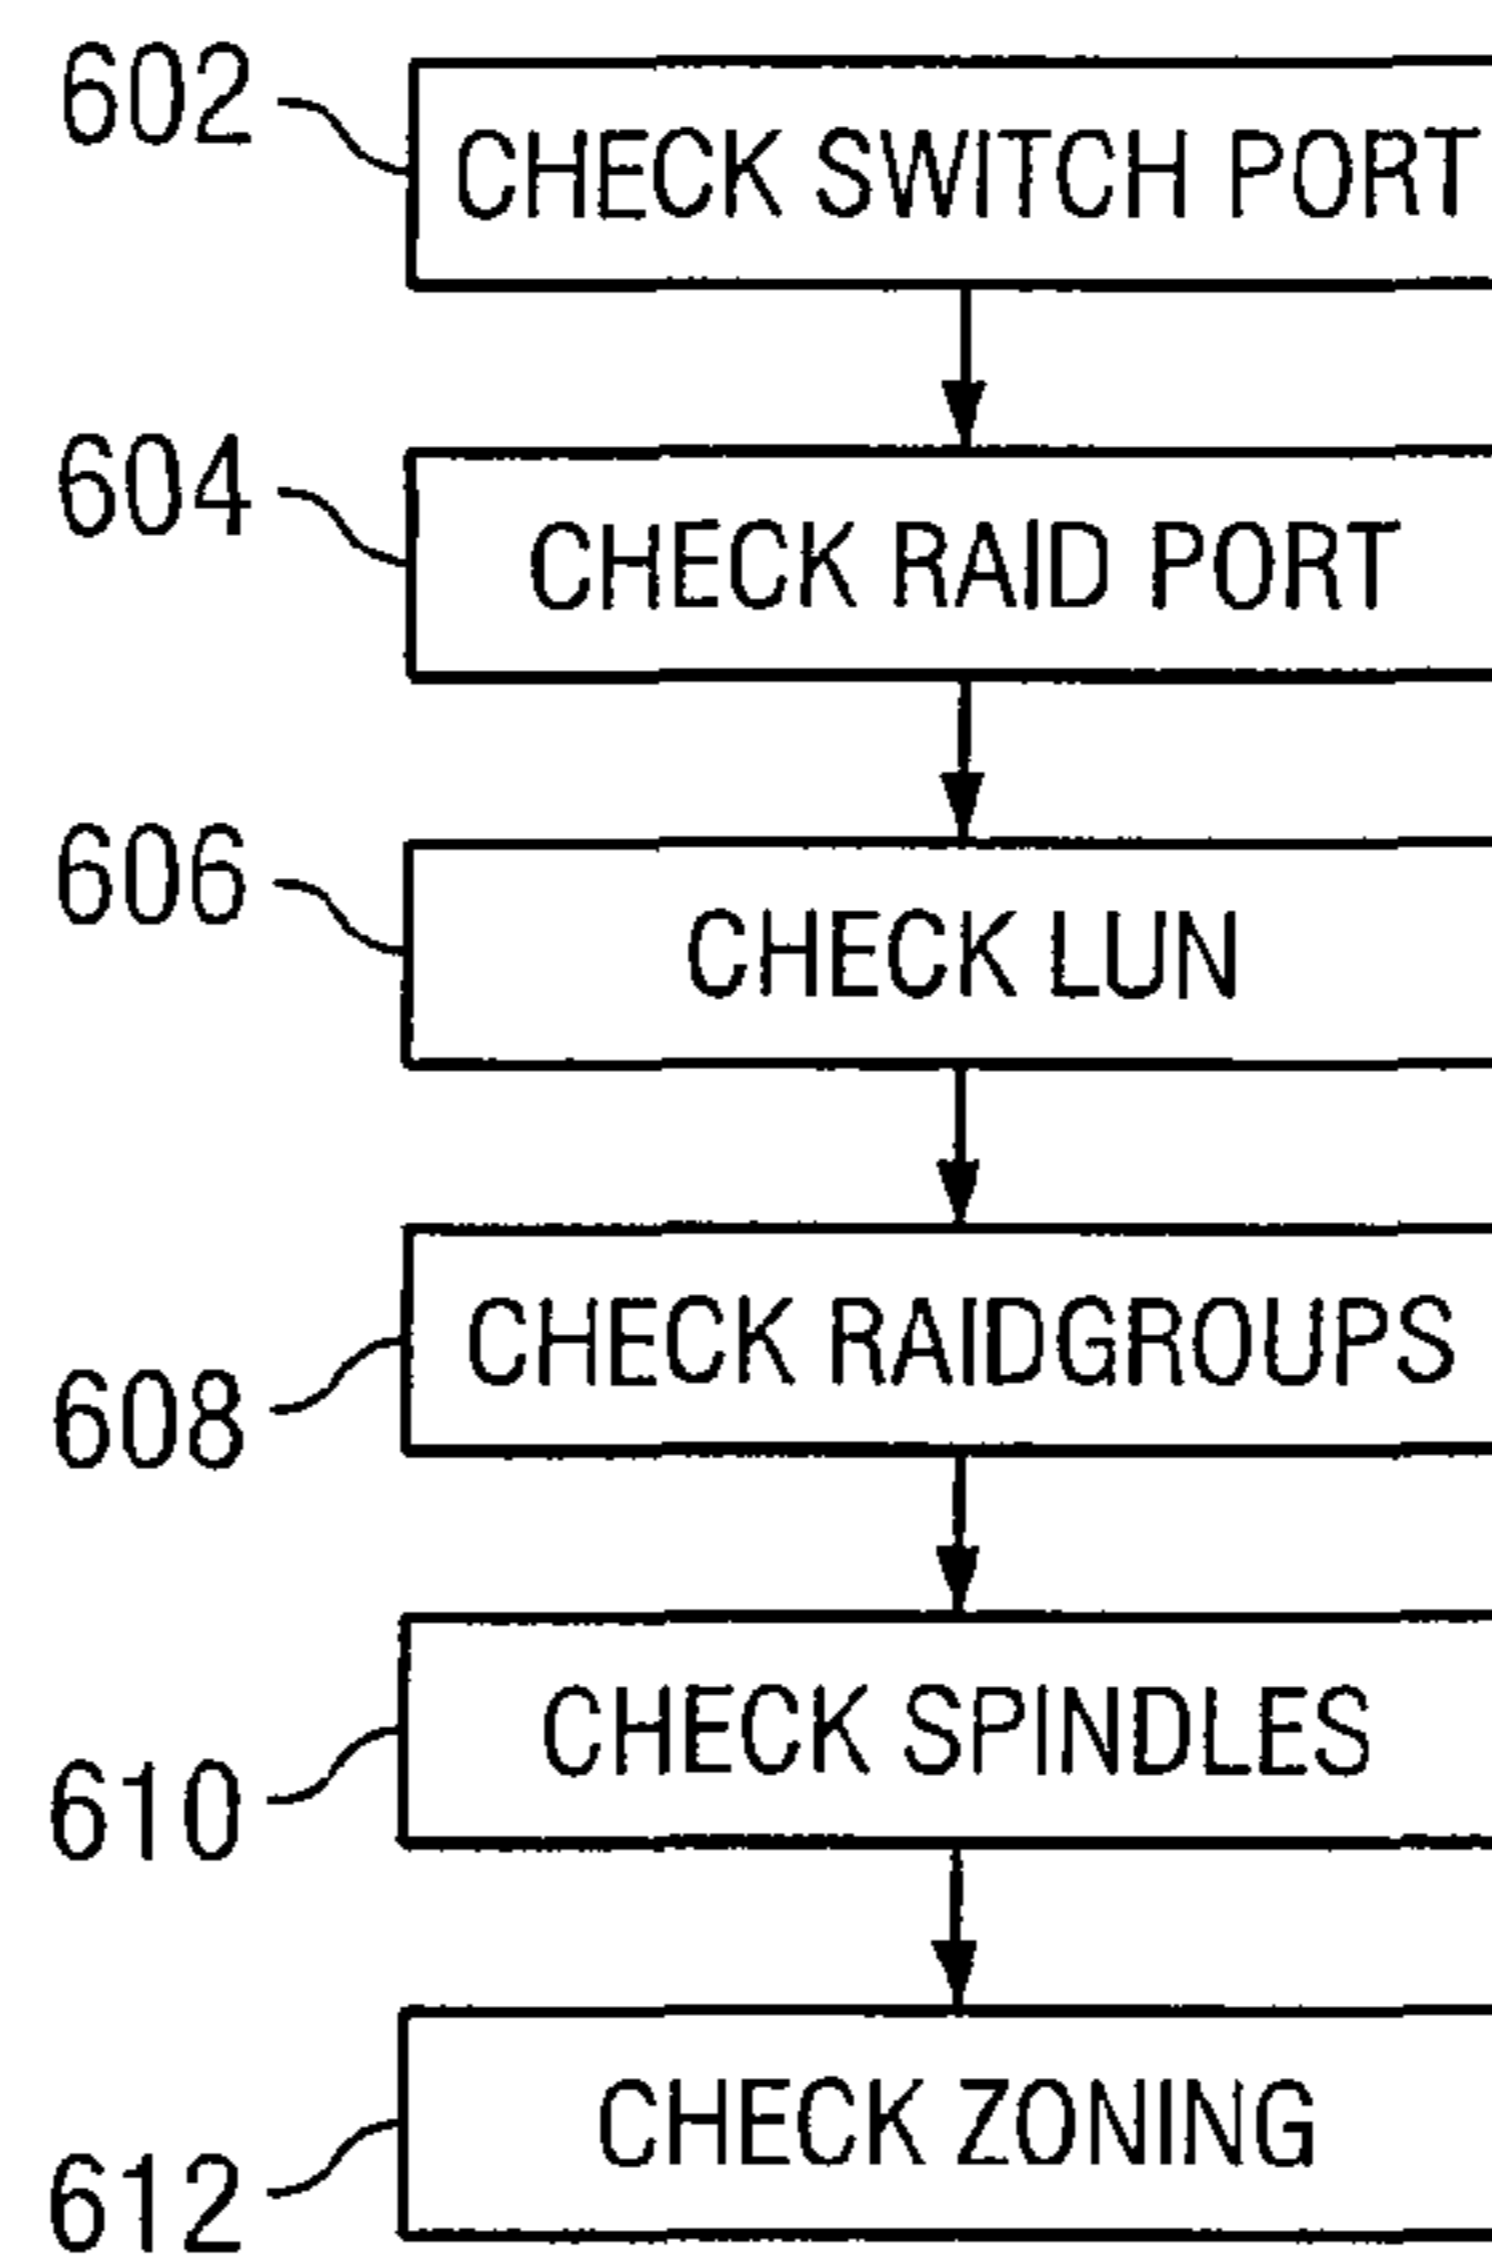 602
CHECK SWITCH PORT
604
CHECK RAID PORT
606
CHECK LUN
CHECK RAIDGROUPS
608
CHECK SPINDLES
610
CHECK ZONING
612